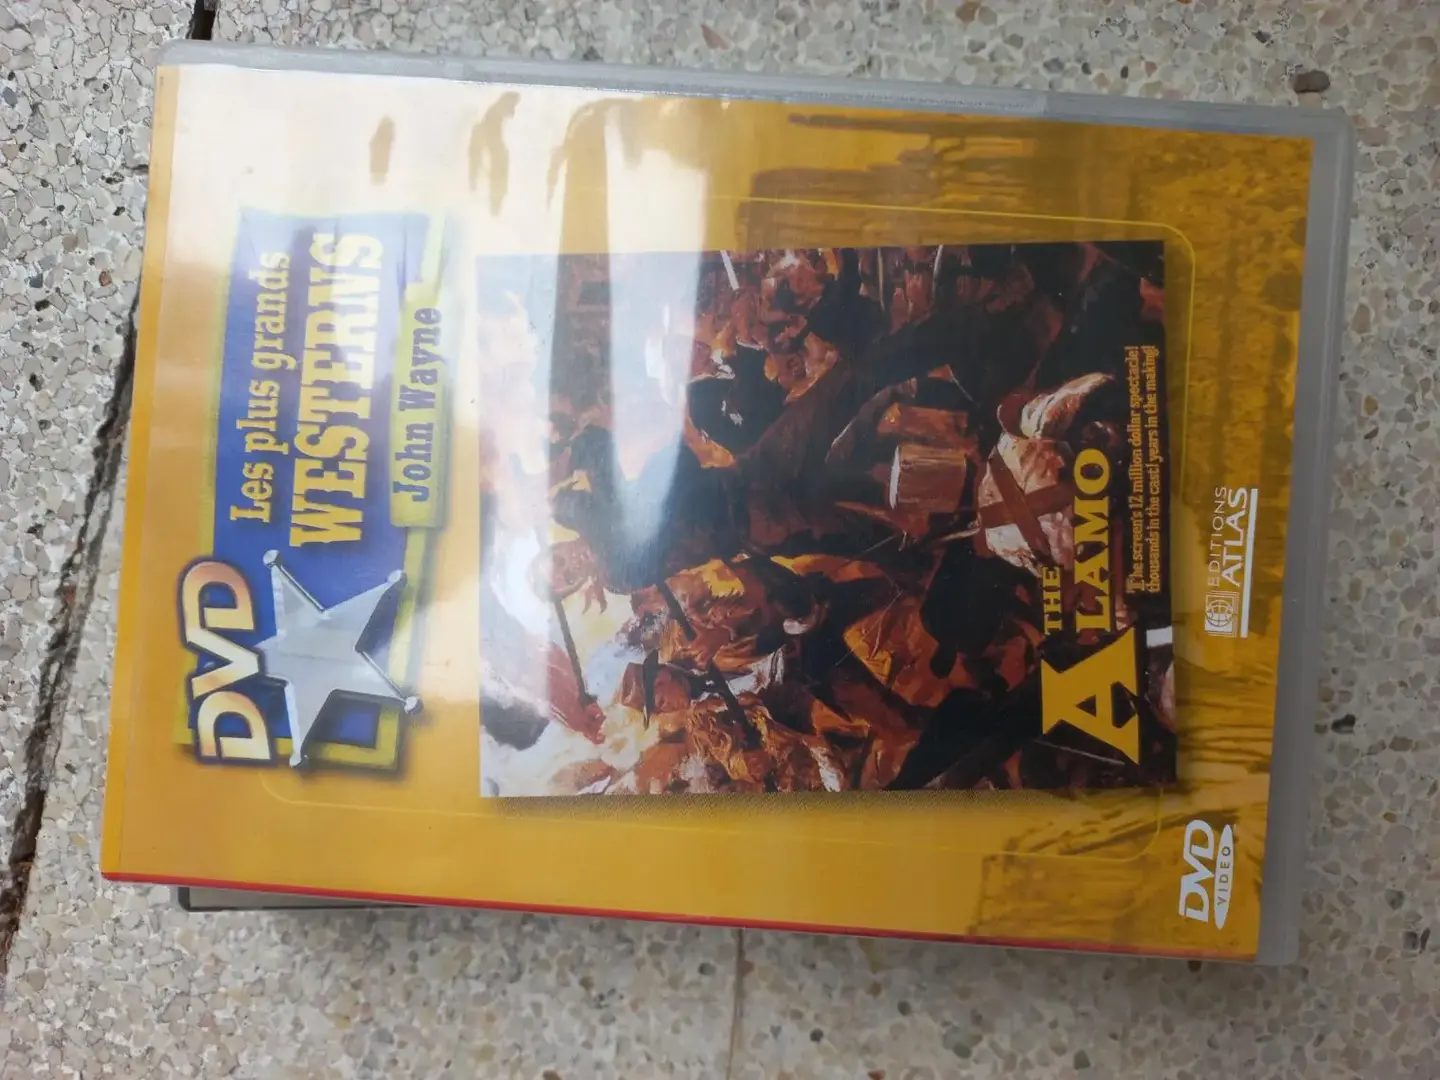 DVD
Les plus grands
WESTERNS
John Wayne
THE
ALAMO
The screen's 12 million dollar spectacle!
thousands in the cast! years in the making!
EDITIONS
ATLAS
DVD
VIDEO